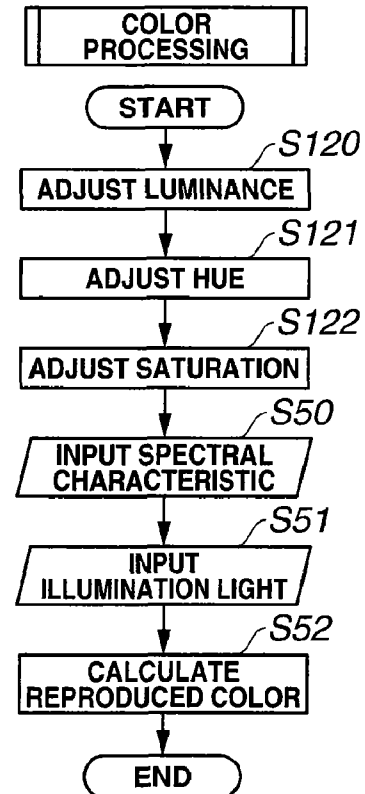 COLOR
PROCESSING
START
S120
ADJUST LUMINANCE
S121
ADJUST HUE
S122
ADJUST SATURATION
S50
INPUT SPECTRAL
CHARACTERISTIC
S51
INPUT
ILLUMINATION LIGHT
S52
CALCULATE
REPRODUCED COLOR
END